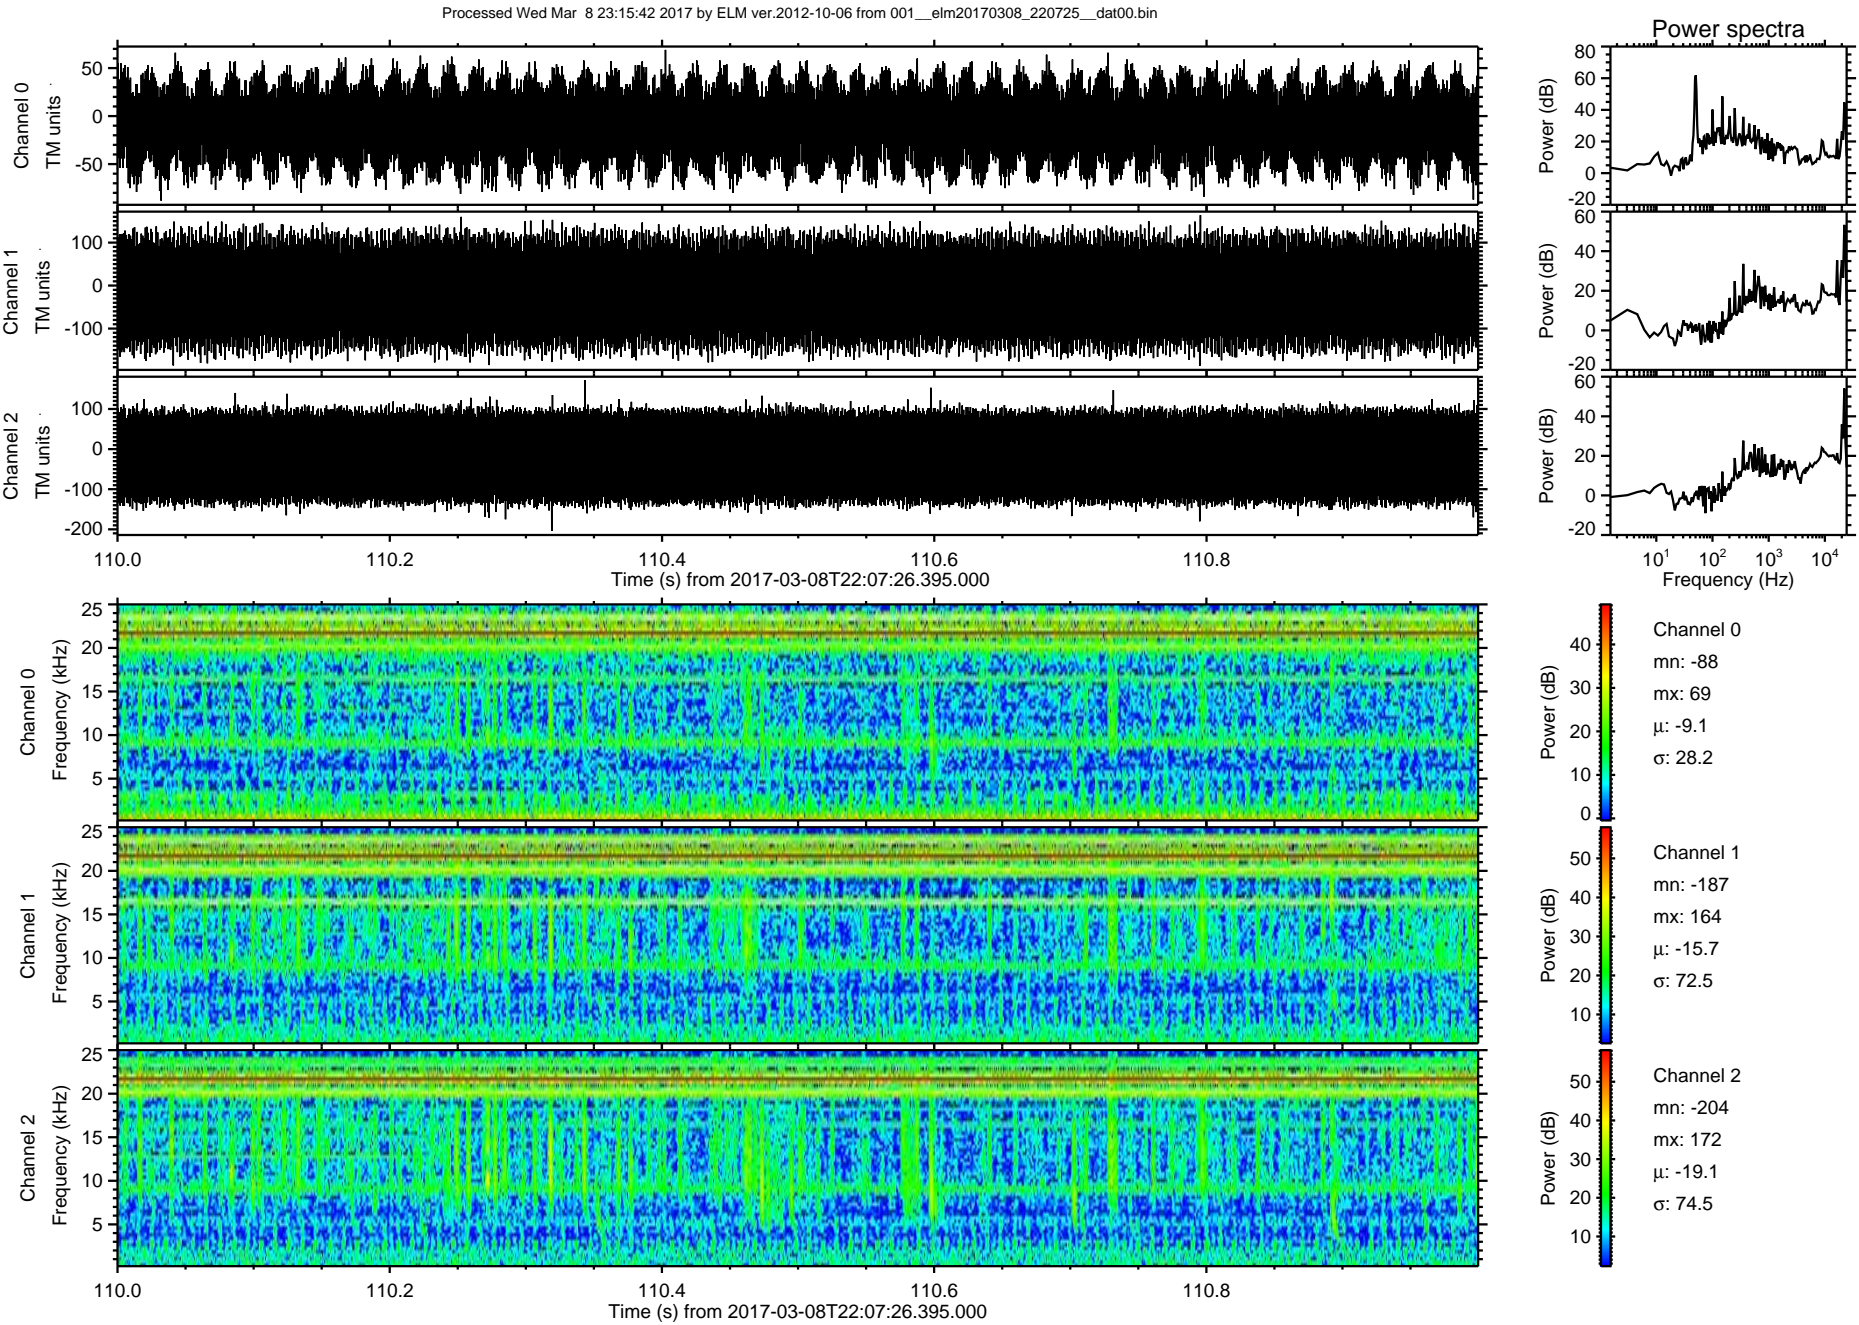 Processed Wed Mar 8 23:15:42 2017 by ELM ver.2012-10-06 from 001__elm20170308_220725__dat00.bin
Power spectra
Channel 0
TM units
50
0
-50
Power (dB)
80
60
40
20
0
-20
Channel 1
TM units
100
0
-100
Power (dB)
60
40
20
0
-20
Channel 2
TM units
100
0
-100
-200
Power (dB)
60
40
20
0
-20
110.0 110.2 110.4 110.6 110.8
Time (s) from 2017-03-08T22:07:26.395.000
10^1 10^2 10^3 10^4
Frequency (Hz)
Channel 0
Frequency (kHz)
25
20
15
10
5
Power (dB)
40
30
20
10
0
Channel 0
mn: -88
mx: 69
µ: -9.1
σ: 28.2
Channel 1
Frequency (kHz)
25
20
15
10
5
Power (dB)
50
40
30
20
10
Channel 1
mn: -187
mx: 164
µ: -15.7
σ: 72.5
Channel 2
Frequency (kHz)
25
20
15
10
5
Power (dB)
50
40
30
20
10
Channel 2
mn: -204
mx: 172
µ: -19.1
σ: 74.5
110.0 110.2 110.4 110.6 110.8
Time (s) from 2017-03-08T22:07:26.395.000